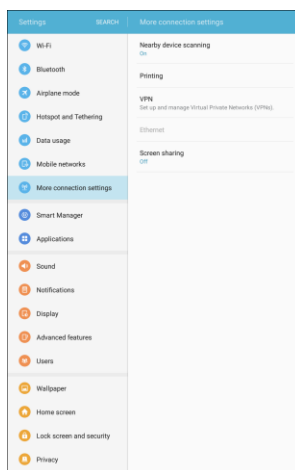 Settings
SEARCH
More connection settings
Wi-Fi
Bluetooth
Airplane mode
Hotspot and Tethering
Data usage
Mobile networks
More connection settings
Smart Manager
Applications
Sound
Notifications
Display
Advanced features
Users
Wallpaper
Home screen
Lock screen and security
Privacy
Nearby device scanning
On
Printing
VPN
Set up and manage Virtual Private Networks (VPNs).
Ethernet
Screen sharing
Off